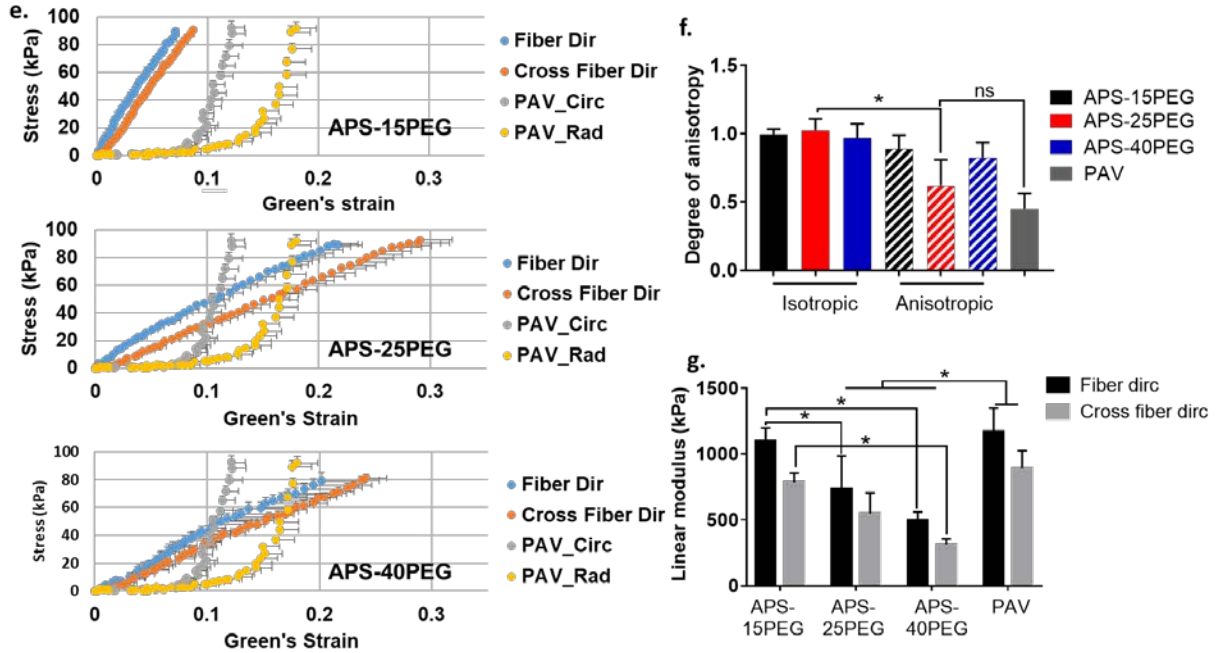 e.
Stress (kPa)
100
80
60
40
20
0
0
0.1
0.2
0.3
APS-15PEG
Green's strain
Fiber Dir
Cross Fiber Dir
PAV_Circ
PAV_Rad
Stress (kPa)
100
80
60
40
20
0
0
0.1
0.2
0.3
APS-25PEG
Green's Strain
Fiber Dir
Cross Fiber Dir
PAV_Circ
PAV_Rad
Stress (kPa)
100
80
60
40
20
0
0
0.1
0.2
0.3
APS-40PEG
Green's Strain
Fiber Dir
Cross Fiber Dir
PAV_Circ
PAV_Rad
f.
Degree of anisotropy
1.5
1.0
0.5
0.0
*
ns
Isotropic
Anisotropic
APS-15PEG
APS-25PEG
APS-40PEG
PAV
g.
Linear modulus (kPa)
1500
1000
500
0
*
*
*
*
APS-
15PEG
APS-
25PEG
APS-
40PEG
PAV
Fiber dirc
Cross fiber dirc